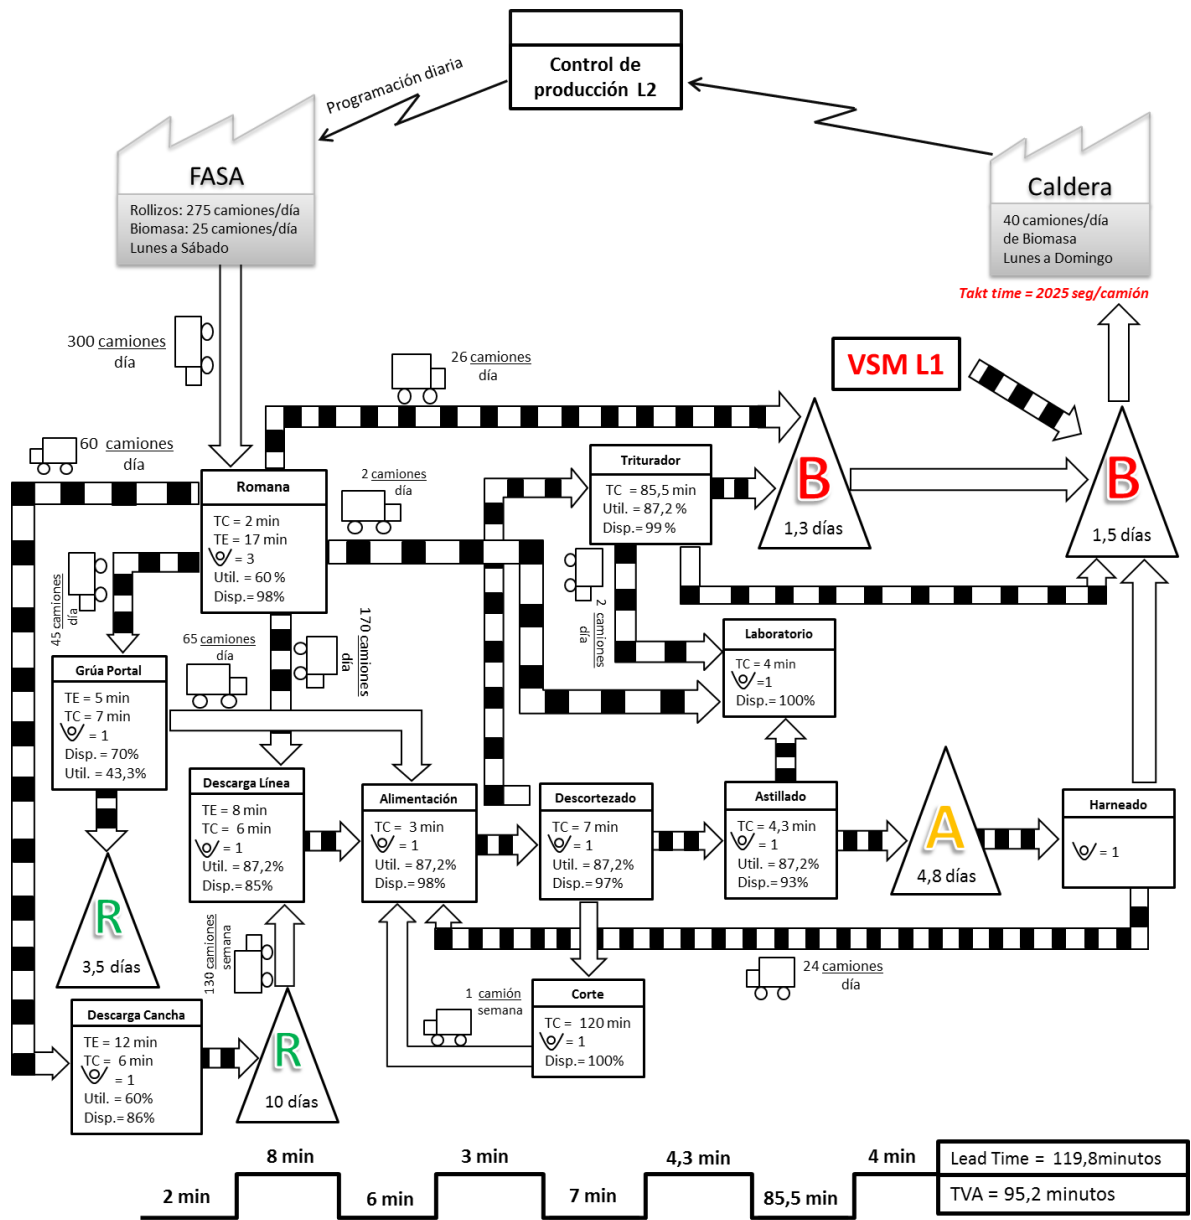 Control de
producción L2
Programación diaria
FASA
Rollizos: 275 camiones/día
Biomasa: 25 camiones/día
Lunes a Sábado
Caldera
40 camiones/día
de Biomasa
Lunes a Domingo
Takt time = 2025 seg/camión
300 camiones
día
26 camiones
día
VSM L1
60 camiones
día
2 camiones
día
Romana
TC = 2 min
TE = 17 min
= 3
Util. = 60 %
Disp.= 98%
Triturador
TC = 85,5 min
Util. = 87,2 %
Disp.= 99 %
B
1,3 días
B
1,5 días
45 camiones
día
65 camiones
día
170 camiones
día
2 camiones
día
Grúa Portal
TE = 5 min
TC = 7 min
= 1
Disp. = 70%
Util. = 43,3%
Laboratorio
TC = 4 min
=1
Disp. = 100%
Descarga Línea
TE = 8 min
TC = 6 min
= 1
Util. = 87,2%
Disp.= 85%
Alimentación
TC = 3 min
= 1
Util. = 87,2%
Disp.= 98%
Descortezado
TC = 7 min
= 1
Util. = 87,2%
Disp.= 97%
Astillado
TC = 4,3 min
= 1
Util. = 87,2%
Disp.= 93%
A
4,8 días
Harneado
= 1
R
3,5 días
130 camiones
semana
24 camiones
día
1 camión
semana
Corte
TC = 120 min
= 1
Disp.= 100%
Descarga Cancha
TE = 12 min
TC = 6 min
= 1
Util. = 60%
Disp.= 86%
R
10 días
8 min
3 min
4,3 min
4 min
2 min
6 min
7 min
85,5 min
Lead Time = 119,8minutos
TVA = 95,2 minutos